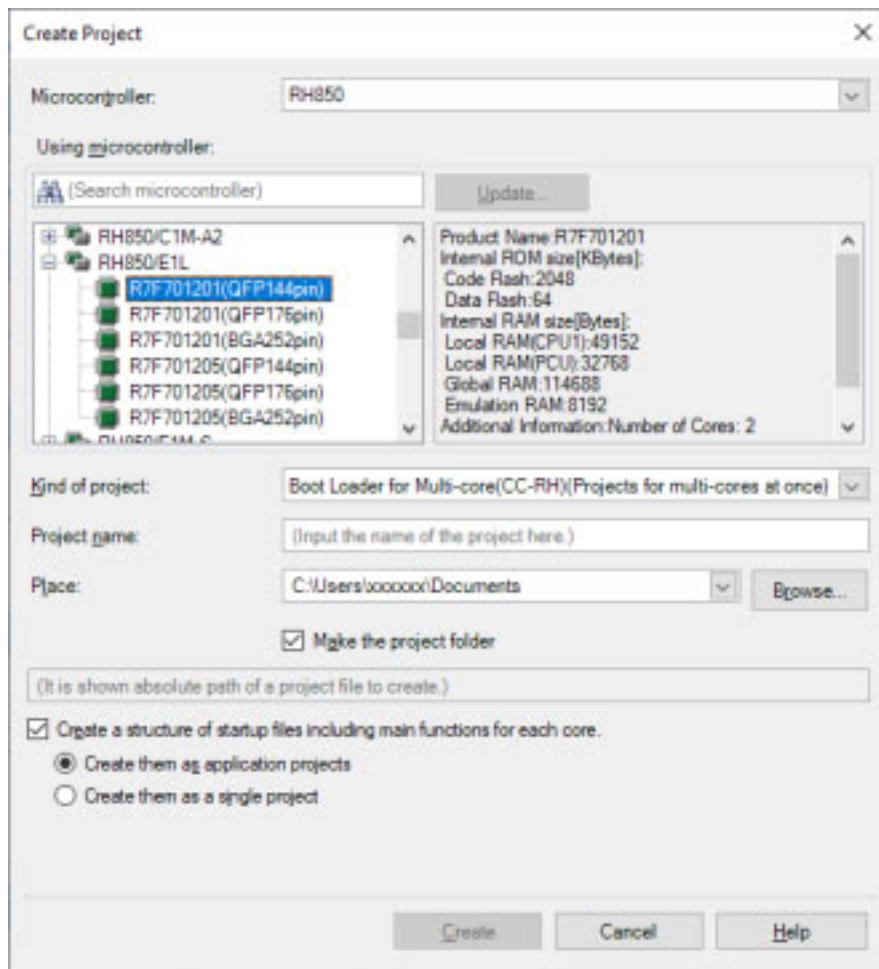 Create Project
Microcontroller:
RH850
Using microcontroller:
(Search microcontroller)
Update...
RH850/C1M-A2
RH850/E1L
R7F701201(QFP144pin)
R7F701201(QFP176pin)
R7F701201(BGA252pin)
R7F701205(QFP144pin)
R7F701205(QFP176pin)
R7F701205(BGA252pin)
Product Name:R7F701201
Internal ROM size[KBytes]:
Code Flash:2048
Data Flash:64
Internal RAM size[Bytes]:
Local RAM(CPU1):49152
Local RAM(PCU):32768
Global RAM:114688
Emulation RAM:8192
Additional Information:Number of Cores: 2
Kind of project:
Boot Loader for Multi-core(CC-RH)(Projects for multi-cores at once)
Project name:
(Input the name of the project here.)
Place:
C:\Users\xxxxxxx\Documents
Browse...
Make the project folder
(It is shown absolute path of a project file to create.)
Create a structure of startup files including main functions for each core.
Create them as application projects
Create them as a single project
Create
Cancel
Help